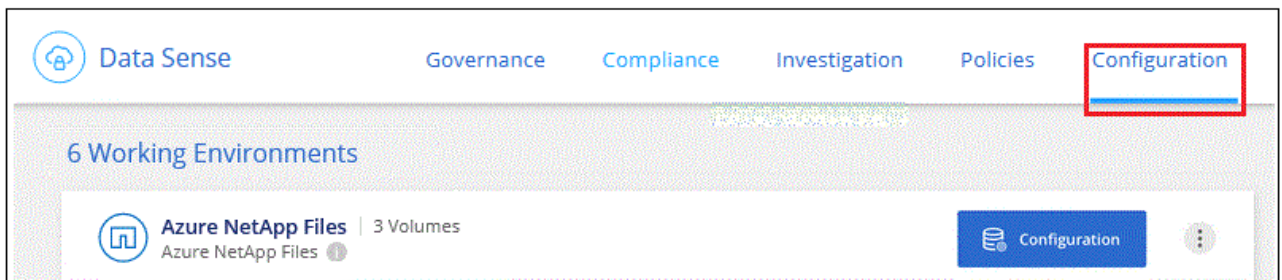 Data Sense Governance Compliance Investigation Policies Configuration
6 Working Environments
Azure NetApp Files 3 Volumes
Azure NetApp Files
Configuration